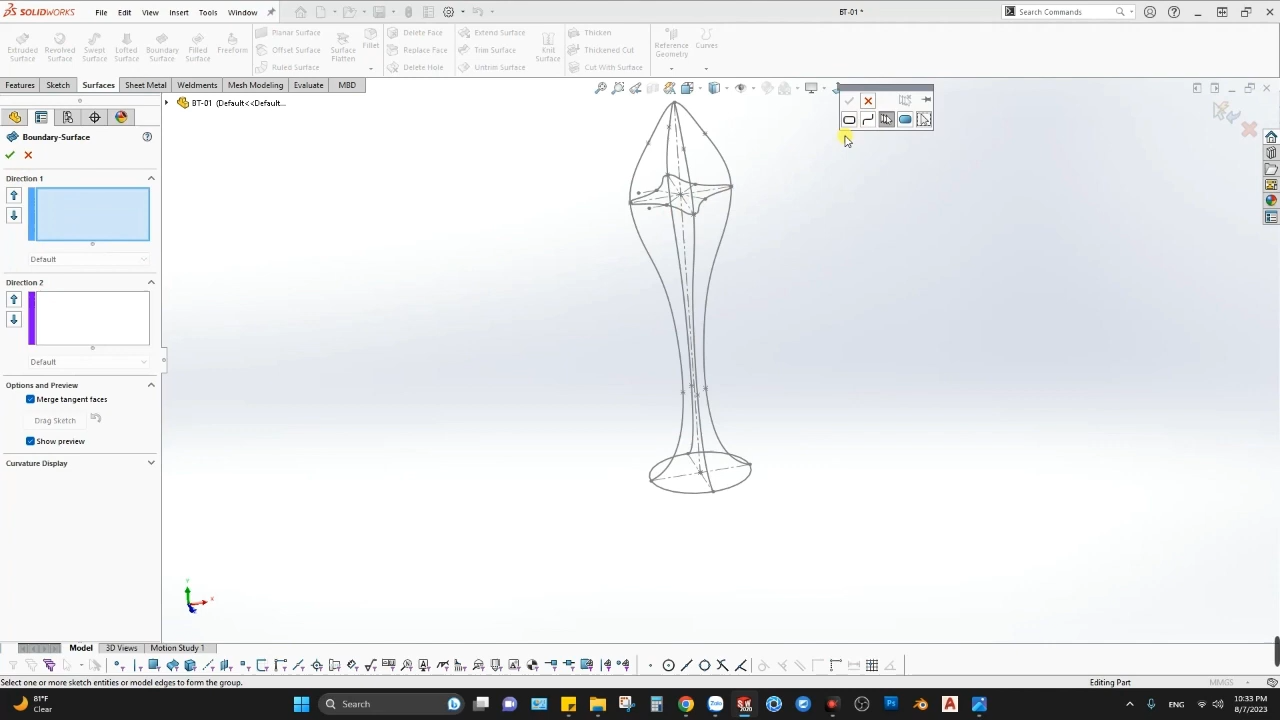 SOLIDWORKS
File Edit View Insert Tools Window
BT-01 *
Search Commands
Extruded Surface
Revolved Surface
Swept Surface
Lofted Surface
Boundary Surface
Filled Surface
Freeform
Planar Surface
Offset Surface
Ruled Surface
Surface Flatten
Fillet
Delete Face
Replace Face
Delete Hole
Extend Surface
Trim Surface
Untrim Surface
Knit Surface
Thicken
Thickened Cut
Cut With Surface
Reference Geometry
Curves
Features Sketch Surfaces Sheet Metal Weldments Mesh Modeling Evaluate MBD
BT-01 (Default<<Default...
Boundary-Surface
Direction 1
Default
Direction 2
Default
Options and Preview
Merge tangent faces
Drag Sketch
Show preview
Curvature Display
Y
X
Model 3D Views Motion Study 1
Select one or more sketch entities or model edges to form the group.
Editing Part
MMGS
81°F
Clear
Search
ENG
10:33 PM
8/7/2023